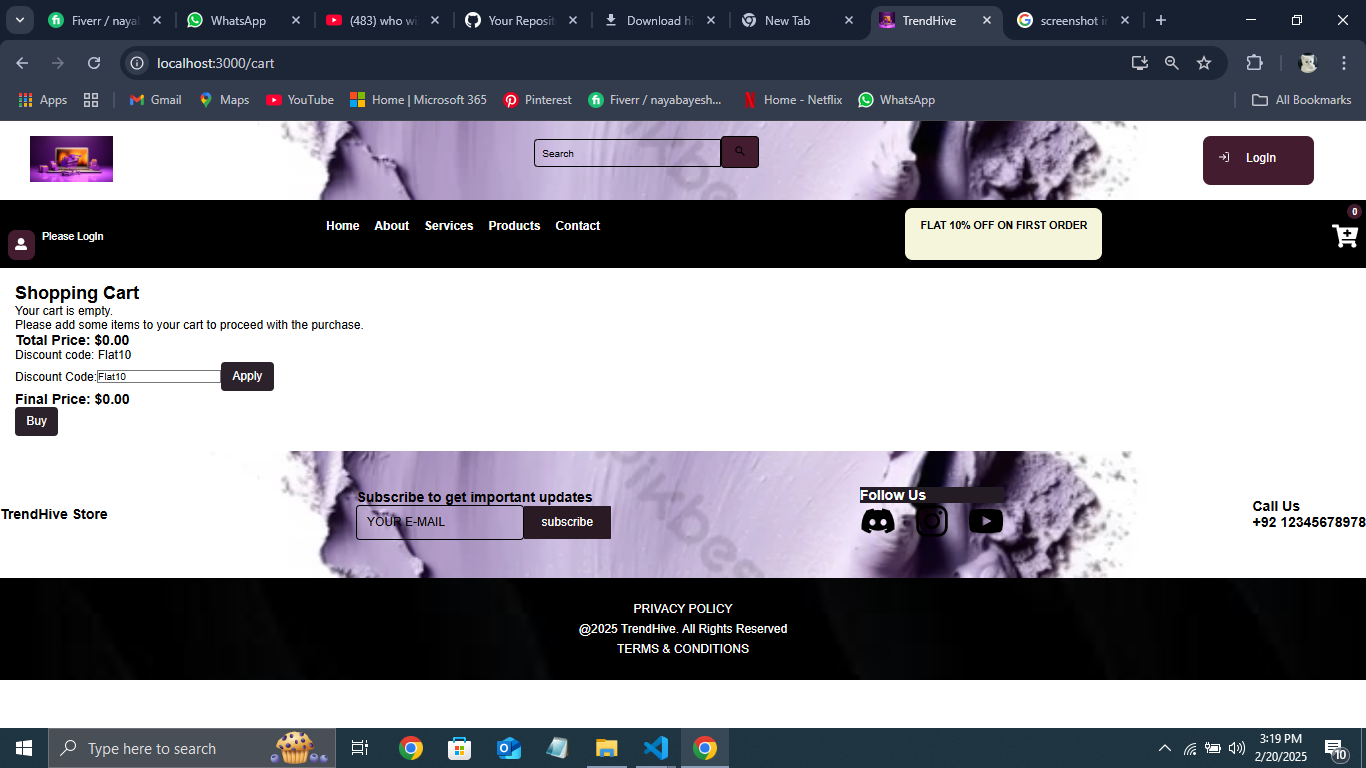 Fiverr / nayal
WhatsApp
(483) who wi
Your Reposit
Download hi
New Tab
TrendHive
screenshot in
localhost:3000/cart
Apps
Gmail
Maps
YouTube
Home | Microsoft 365
Pinterest
Fiverr / nayabayesh...
Home - Netflix
WhatsApp
All Bookmarks
Search
LogIn
Please LogIn
Home
About
Services
Products
Contact
FLAT 10% OFF ON FIRST ORDER
0
Shopping Cart
Your cart is empty.
Please add some items to your cart to proceed with the purchase.
Total Price: $0.00
Discount code: Flat10
Discount Code: Flat10 Apply
Final Price: $0.00
Buy
TrendHive Store
Subscribe to get important updates
YOUR E-MAIL
subscribe
Follow Us
Call Us
+92 12345678978
PRIVACY POLICY
@2025 TrendHive. All Rights Reserved
TERMS & CONDITIONS
Type here to search
3:19 PM
2/20/2025
10